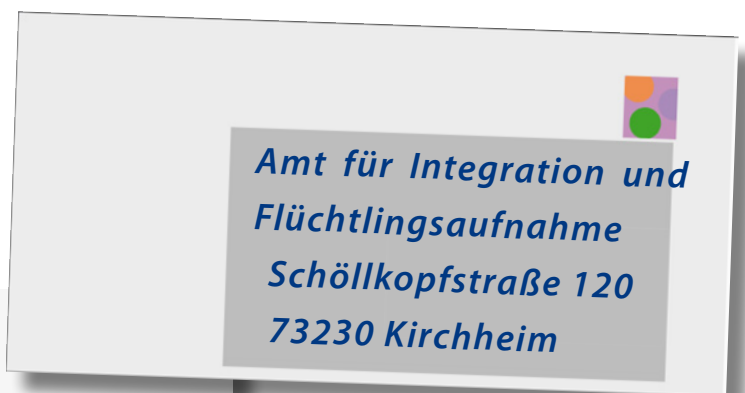 Amt für Integration und
Flüchtlingsaufnahme
Schöllkopfstraße 120
73230 Kirchheim